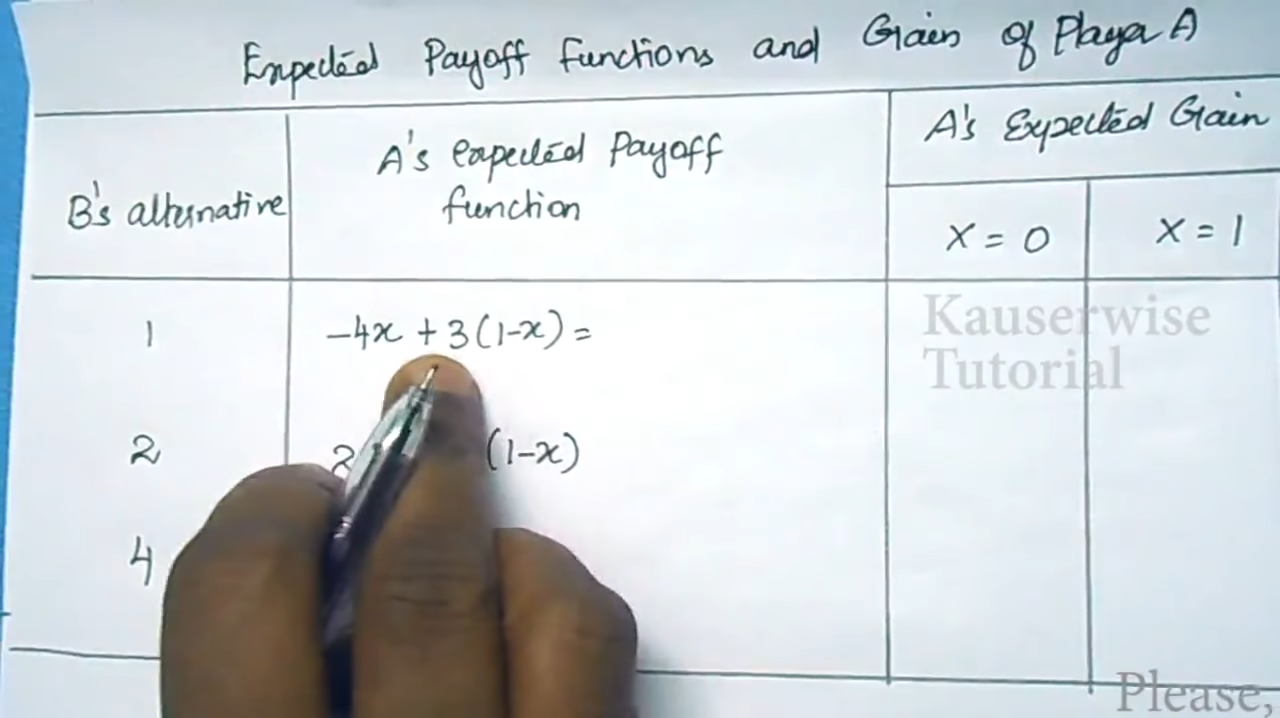 Expected Payoff functions and Gain of Player A
B's alternative
A's expected Payoff
function
A's Expected Gain
X = 0
X = 1
1
-4x + 3(1-x) =
2
2 (1-x)
4
Kauserwise
Tutorial
Please,